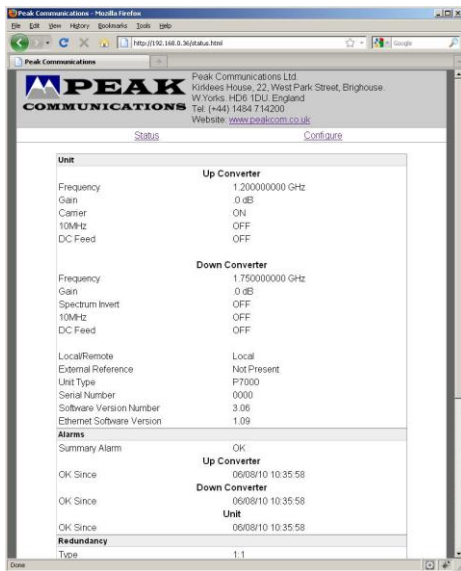 Peak Communications - Mozilla Firefox
File Edit View History Bookmarks Tools Help
http://192.168.0.36/status.html
Google
Peak Communications
PEAK
COMMUNICATIONS
Peak Communications Ltd.
Kirklees House, 22, West Park Street, Brighouse.
W.Yorks. HD6 1DU. England
Tel: (+44) 1484 714200
Website: www.peakcom.co.uk
Status Configure
Unit
Up Converter
Frequency 1.200000000 GHz
Gain .0 dB
Carrier ON
10MHz OFF
DC Feed OFF
Down Converter
Frequency 1.750000000 GHz
Gain .0 dB
Spectrum Invert OFF
10MHz OFF
DC Feed OFF
Local/Remote Local
External Reference Not Present
Unit Type P7000
Serial Number 0000
Software Version Number 3.06
Ethernet Software Version 1.09
Alarms
Summary Alarm OK
Up Converter
OK Since 06/08/10 10:35:58
Down Converter
OK Since 06/08/10 10:35:58
Unit
OK Since 06/08/10 10:35:58
Redundancy
Type 1:1
Done